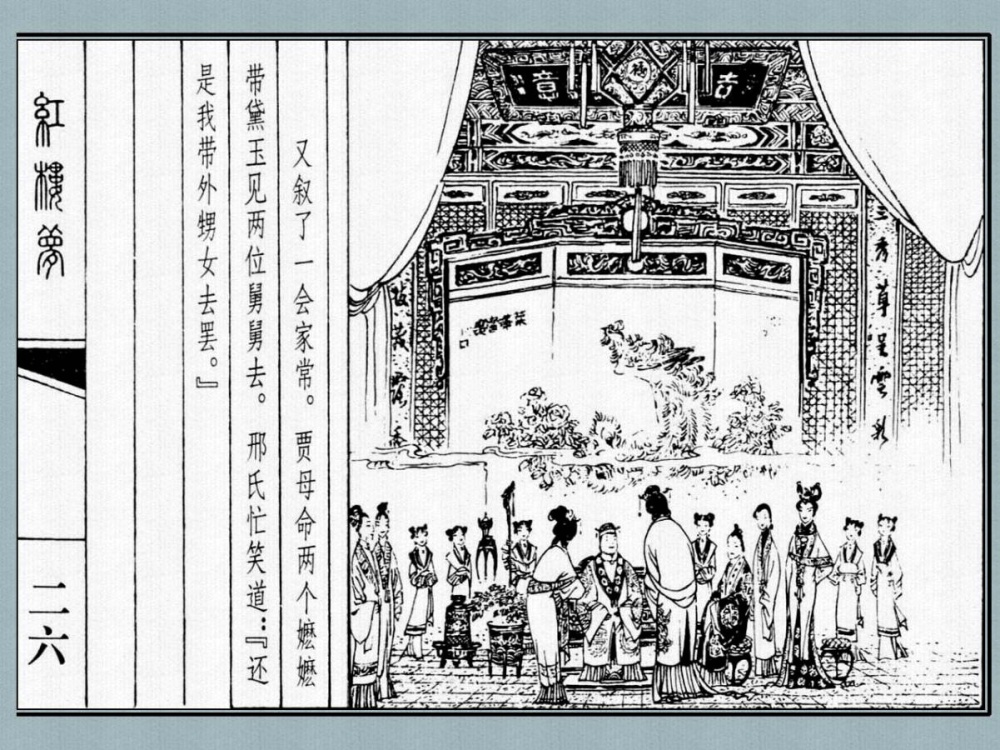 吉 意
三秀草呈雲彩
又叙了一会家常。贾母命两个嬷嬷
带黛玉见两位舅舅去。邢氏忙笑道：『还
是我带外甥女去罢。』
紅樓夢
二六